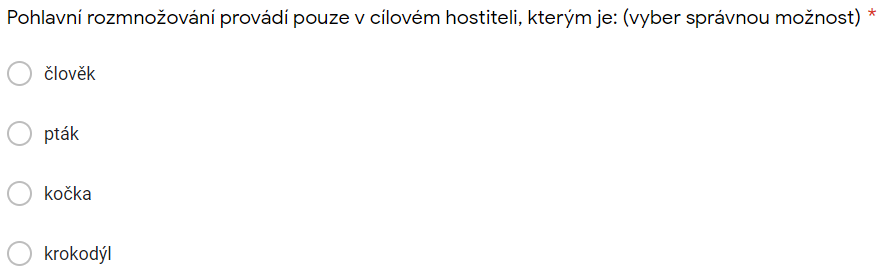 Pohlavní rozmnožování provádí pouze v cílovém hostiteli, kterým je: (vyber správnou možnost) *
člověk
pták
kočka
krokodýl